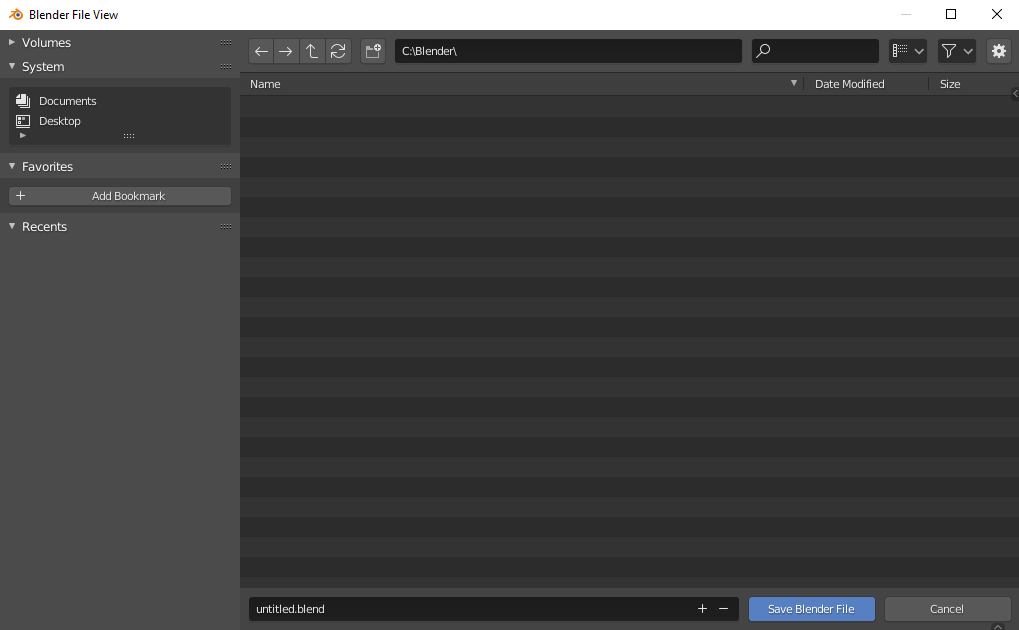 Blender File View
Volumes
System
Documents
Desktop
Favorites
Add Bookmark
Recents
C:\Blender\
Name Date Modified Size
untitled.blend
Save Blender File Cancel